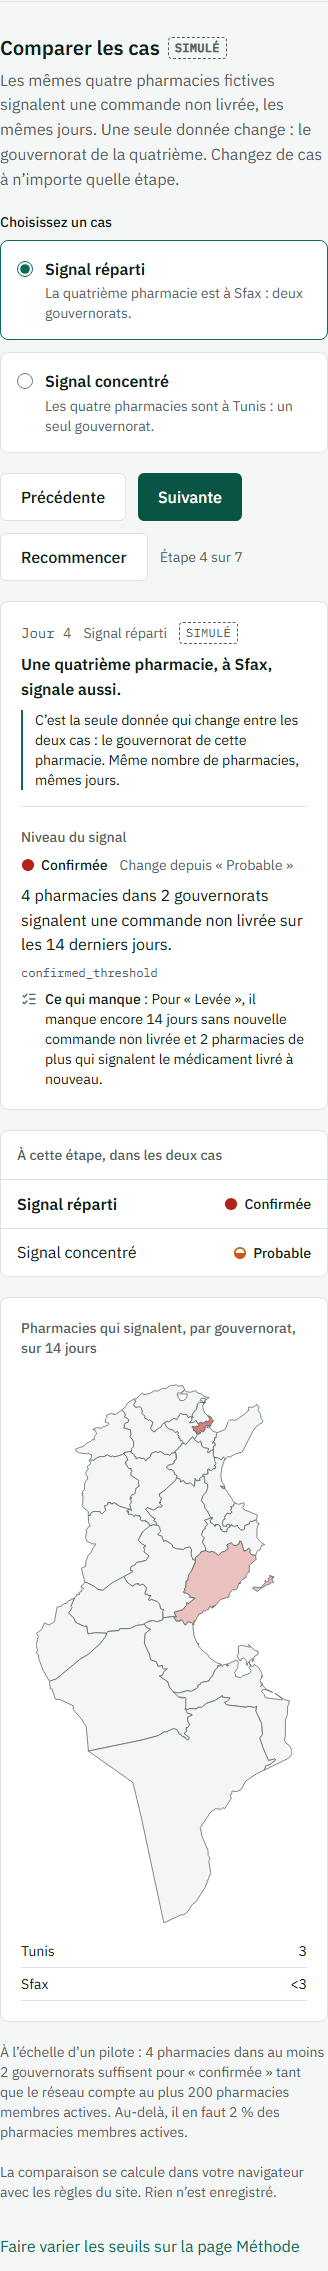 Comparer les cas SIMULÉ
Les mêmes quatre pharmacies fictives
signalent une commande non livrée, les
mêmes jours. Une seule donnée change : le
gouvernorat de la quatrième. Changez de cas
à n’importe quelle étape.
Choisissez un cas
Signal réparti
La quatrième pharmacie est à Sfax : deux
gouvernorats.
Signal concentré
Les quatre pharmacies sont à Tunis : un
seul gouvernorat.
Précédente Suivante
Recommencer Étape 4 sur 7
Jour 4 Signal réparti SIMULÉ
Une quatrième pharmacie, à Sfax,
signale aussi.
C’est la seule donnée qui change entre les
deux cas : le gouvernorat de cette
pharmacie. Même nombre de pharmacies,
mêmes jours.
Niveau du signal
Confirmée Change depuis « Probable »
4 pharmacies dans 2 gouvernorats
signalent une commande non livrée sur
les 14 derniers jours.
confirmed_threshold
Ce qui manque : Pour « Levée », il
manque encore 14 jours sans nouvelle
commande non livrée et 2 pharmacies de
plus qui signalent le médicament livré à
nouveau.
À cette étape, dans les deux cas
Signal réparti Confirmée
Signal concentré Probable
Pharmacies qui signalent, par gouvernorat,
sur 14 jours
Tunis 3
Sfax <3
À l’échelle d’un pilote : 4 pharmacies dans au moins
2 gouvernorats suffisent pour « confirmée » tant
que le réseau compte au plus 200 pharmacies
membres actives. Au-delà, il en faut 2 % des
pharmacies membres actives.
La comparaison se calcule dans votre navigateur
avec les règles du site. Rien n’est enregistré.
Faire varier les seuils sur la page Méthode